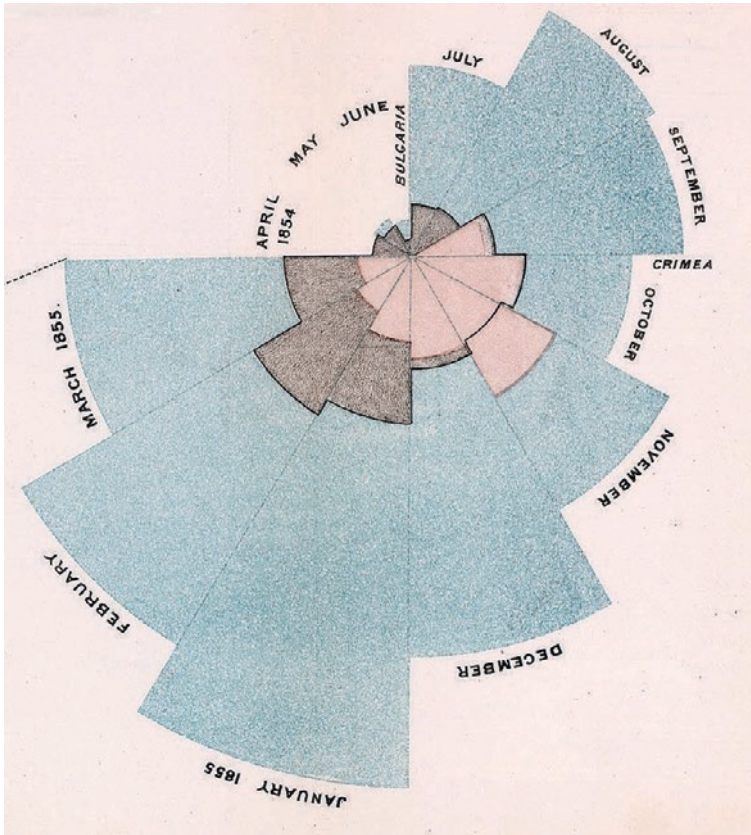 APRIL
1854
MAY
JUNE
BULGARIA
JULY
AUGUST
SEPTEMBER
CRIMEA
OCTOBER
NOVEMBER
DECEMBER
JANUARY 1855
FEBRUARY
MARCH 1855.